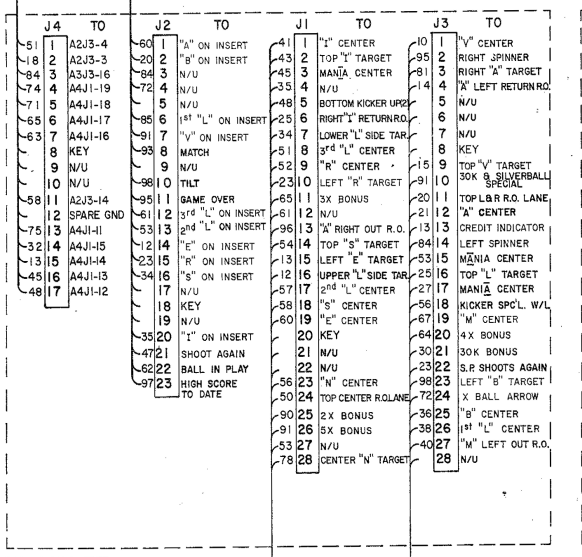 J4 TO
51 1 A2J3-4
18 2 A2J3-3
84 3 A3J3-16
74 4 A4J1-19
71 5 A4J1-18
65 6 A4J1-17
63 7 A4J1-16
8 KEY
9 N/U
10 N/U
58 11 A2J3-14
12 SPARE GND
75 13 A4J1-11
32 14 A4J1-15
13 15 A4J1-14
45 16 A4J1-13
48 17 A4J1-12
J2 TO
60 1 "A" ON INSERT
20 2 "B" ON INSERT
84 3 N/U
72 4 N/U
5 N/U
85 6 1st "L" ON INSERT
91 7 "V" ON INSERT
93 8 MATCH
9 N/U
98 10 TILT
95 11 GAME OVER
61 12 3rd "L" ON INSERT
53 13 2nd "L" ON INSERT
12 14 "E" ON INSERT
23 15 "R" ON INSERT
34 16 "S" ON INSERT
17 N/U
18 KEY
19 N/U
35 20 "I" ON INSERT
47 21 SHOOT AGAIN
62 22 BALL IN PLAY
97 23 HIGH SCORE
TO DATE
J1 TO
41 1 "I" CENTER
43 2 TOP "I" TARGET
45 3 MANIA CENTER
35 4 N/U
48 5 BOTTOM KICKER UP(2)
25 6 RIGHT"I" RETURN R.O.
34 7 LOWER "L" SIDE TAR.
51 8 3rd "L" CENTER
52 9 "R" CENTER
23 10 LEFT "R" TARGET
65 11 3X BONUS
61 12 N/U
96 13 "A" RIGHT OUT R.O.
54 14 TOP "S" TARGET
13 15 LEFT "E" TARGET
12 16 UPPER "L" SIDE TAR.
57 17 2nd "L" CENTER
58 18 "S" CENTER
60 19 "E" CENTER
20 KEY
21 N/U
22 N/U
56 23 "N" CENTER
50 24 TOP CENTER R.O.LANE
90 25 2X BONUS
91 26 5X BONUS
53 27 N/U
78 28 CENTER "N" TARGET
J3 TO
10 1 "V" CENTER
95 2 RIGHT SPINNER
81 3 RIGHT "A" TARGET
14 4 "A" LEFT RETURN R.O.
5 N/U
6 N/U
7 N/U
8 KEY
15 9 TOP "V" TARGET
91 10 30K & SILVERBALL
SPECIAL
20 11 TOP L&R R.O. LANE
21 12 "A" CENTER
13 13 CREDIT INDICATOR
84 14 LEFT SPINNER
53 15 MANIA CENTER
25 16 TOP "L" TARGET
27 17 MANIA CENTER
56 18 KICKER SPC'L. W/L
67 19 "M" CENTER
64 20 4X BONUS
30 21 30K BONUS
23 22 S.P. SHOOTS AGAIN
98 23 LEFT "B" TARGET
72 24 X BALL ARROW
36 25 "B" CENTER
38 26 1st "L" CENTER
40 27 "M" LEFT OUT R.O.
28 N/U